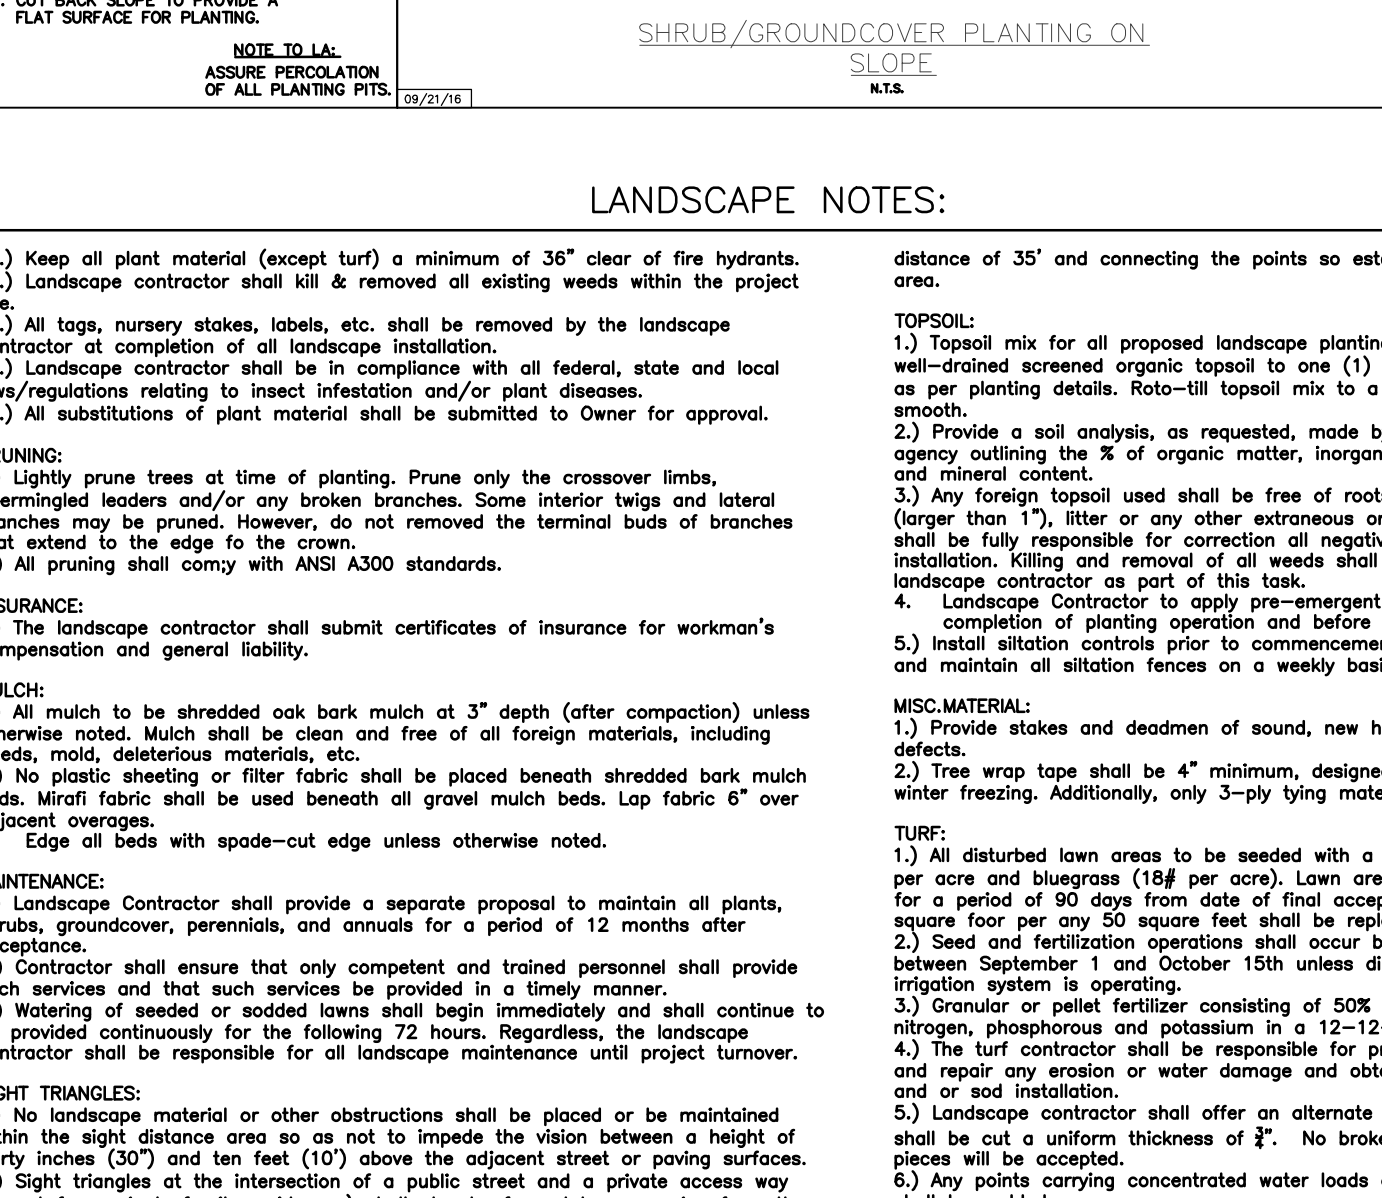 CUT BACK SLOPE TO PROVIDE A
FLAT SURFACE FOR PLANTING.
NOTE TO LA:
ASSURE PERCOLATION
OF ALL PLANTING PITS.
09/21/16
SHRUB/GROUNDCOVER PLANTING ON
SLOPE
N.T.S.
LANDSCAPE NOTES:
.) Keep all plant material (except turf) a minimum of 36" clear of fire hydrants.
.) Landscape contractor shall kill & removed all existing weeds within the project
e.
.) All tags, nursery stakes, labels, etc. shall be removed by the landscape
ntractor at completion of all landscape installation.
.) Landscape contractor shall be in compliance with all federal, state and local
ws/regulations relating to insect infestation and/or plant diseases.
.) All substitutions of plant material shall be submitted to Owner for approval.
UNING:
Lightly prune trees at time of planting. Prune only the crossover limbs,
ermingled leaders and/or any broken branches. Some interior twigs and lateral
anches may be pruned. However, do not removed the terminal buds of branches
at extend to the edge fo the crown.
) All pruning shall com;y with ANSI A300 standards.
SURANCE:
The landscape contractor shall submit certificates of insurance for workman's
mpensation and general liability.
ULCH:
All mulch to be shredded oak bark mulch at 3" depth (after compaction) unless
herwise noted. Mulch shall be clean and free of all foreign materials, including
eds, mold, deleterious materials, etc.
) No plastic sheeting or filter fabric shall be placed beneath shredded bark mulch
ds. Mirafi fabric shall be used beneath all gravel mulch beds. Lap fabric 6" over
jacent overages.
Edge all beds with spade-cut edge unless otherwise noted.
AINTENANCE:
Landscape Contractor shall provide a separate proposal to maintain all plants,
rubs, groundcover, perennials, and annuals for a period of 12 months after
ceptance.
) Contractor shall ensure that only competent and trained personnel shall provide
ch services and that such services be provided in a timely manner.
) Watering of seeded or sodded lawns shall begin immediately and shall continue to
provided continuously for the following 72 hours. Regardless, the landscape
ntractor shall be responsible for all landscape maintenance until project turnover.
GHT TRIANGLES:
No landscape material or other obstructions shall be placed or be maintained
thin the sight distance area so as not to impede the vision between a height of
rty inches (30") and ten feet (10') above the adjacent street or paving surfaces.
) Sight triangles at the intersection of a public street and a private access way
distance of 35' and connecting the points so est
area.
TOPSOIL:
1.) Topsoil mix for all proposed landscape planting
well-drained screened organic topsoil to one (1)
as per planting details. Roto-till topsoil mix to a
smooth.
2.) Provide a soil analysis, as requested, made by
agency outlining the % of organic matter, inorgan
and mineral content.
3.) Any foreign topsoil used shall be free of roots
(larger than 1"), litter or any other extraneous or
shall be fully responsible for correction all negativ
installation. Killing and removal of all weeds shall
landscape contractor as part of this task.
4. Landscape Contractor to apply pre-emergent
completion of planting operation and before
5.) Install siltation controls prior to commencemen
and maintain all siltation fences on a weekly basi
MISC.MATERIAL:
1.) Provide stakes and deadmen of sound, new h
defects.
2.) Tree wrap tape shall be 4" minimum, designed
winter freezing. Additionally, only 3-ply tying mate
TURF:
1.) All disturbed lawn areas to be seeded with a
per acre and bluegrass (18# per acre). Lawn are
for a period of 90 days from date of final accep
square foor per any 50 square feet shall be repl
2.) Seed and fertilization operations shall occur b
between September 1 and October 15th unless di
irrigation system is operating.
3.) Granular or pellet fertilizer consisting of 50%
nitrogen, phosphorous and potassium in a 12-12-
4.) The turf contractor shall be responsible for pr
and repair any erosion or water damage and obt
and or sod installation.
5.) Landscape contractor shall offer an alternate
shall be cut a uniform thickness of ¾". No broke
pieces will be accepted.
6.) Any points carrying concentrated water loads